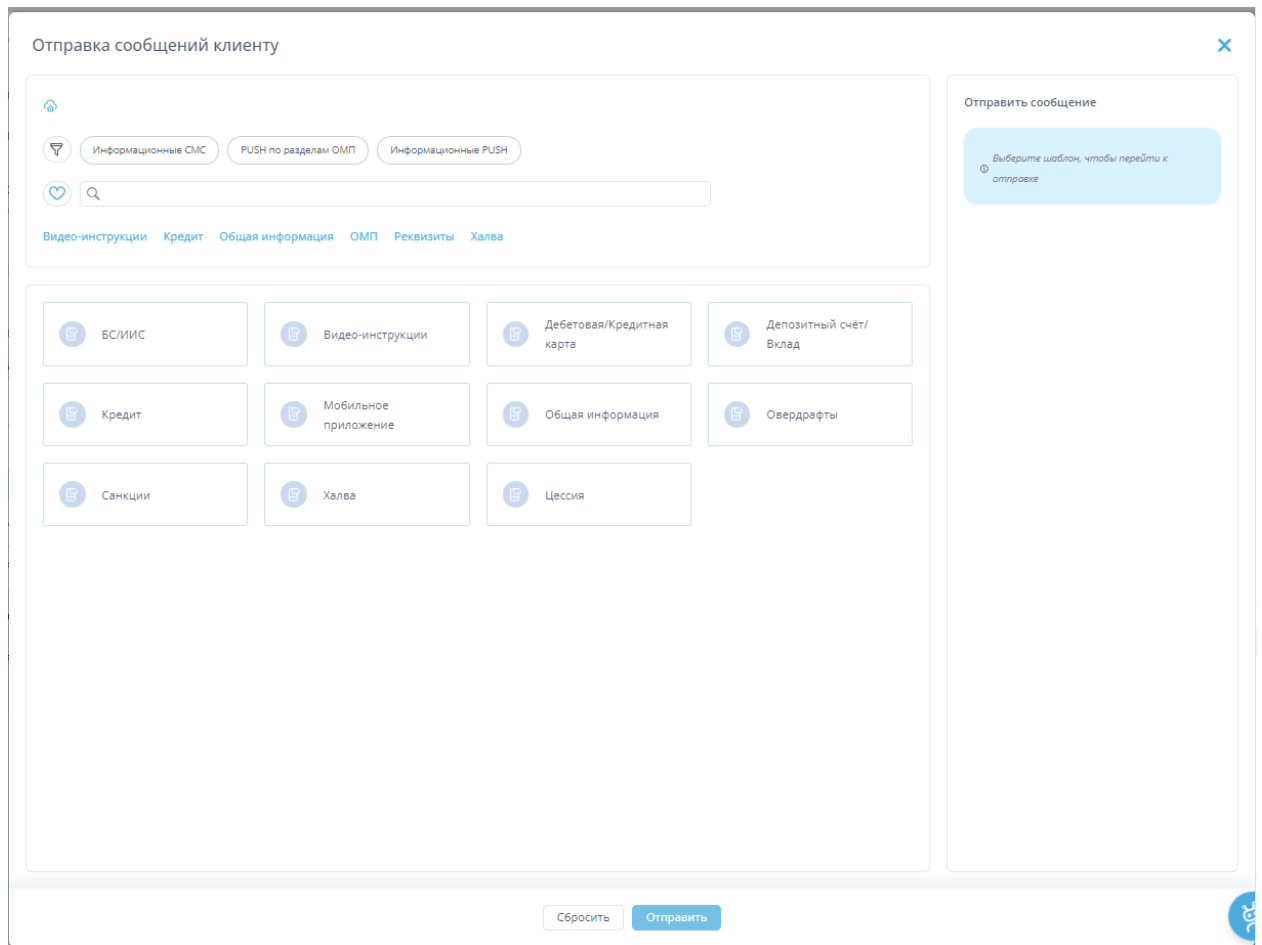 Отправка сообщений клиенту
Отправить сообщение
Информационные СМС
PUSH по разделам ОМП
Информационные PUSH
Выберите шаблон, чтобы перейти к
отправке
Видео-инструкции
Кредит
Общая информация
ОМП
Реквизиты
Халва
БС/ИИС
Видео-инструкции
Дебетовая/Кредитная
карта
Депозитный счёт/
Вклад
Кредит
Мобильное
приложение
Общая информация
Овердрафты
Санкции
Халва
Цессия
Сбросить
Отправить